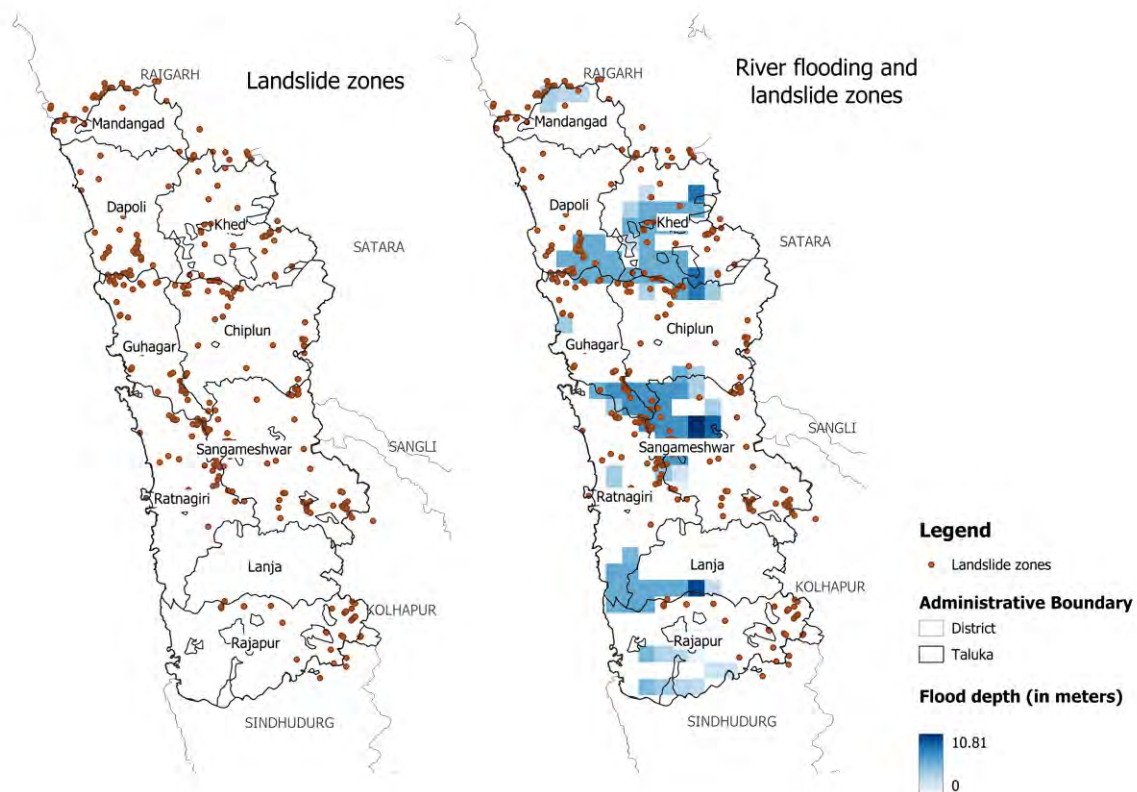 Landslide zones
RAIGARH
Mandangad
Dapoli
Khed
SATARA
Guhagar
Chiplun
Sangameshwar
SANGLI
Ratnagiri
Lanja
KOLHAPUR
Rajapur
SINDHUDURG
River flooding and
landslide zones
RAIGARH
Mandangad
Dapoli
Khed
SATARA
Guhagar
Chiplun
Sangameshwar
SANGLI
Ratnagiri
Lanja
KOLHAPUR
Rajapur
SINDHUDURG
Legend
Landslide zones
Administrative Boundary
District
Taluka
Flood depth (in meters)
10.81
0